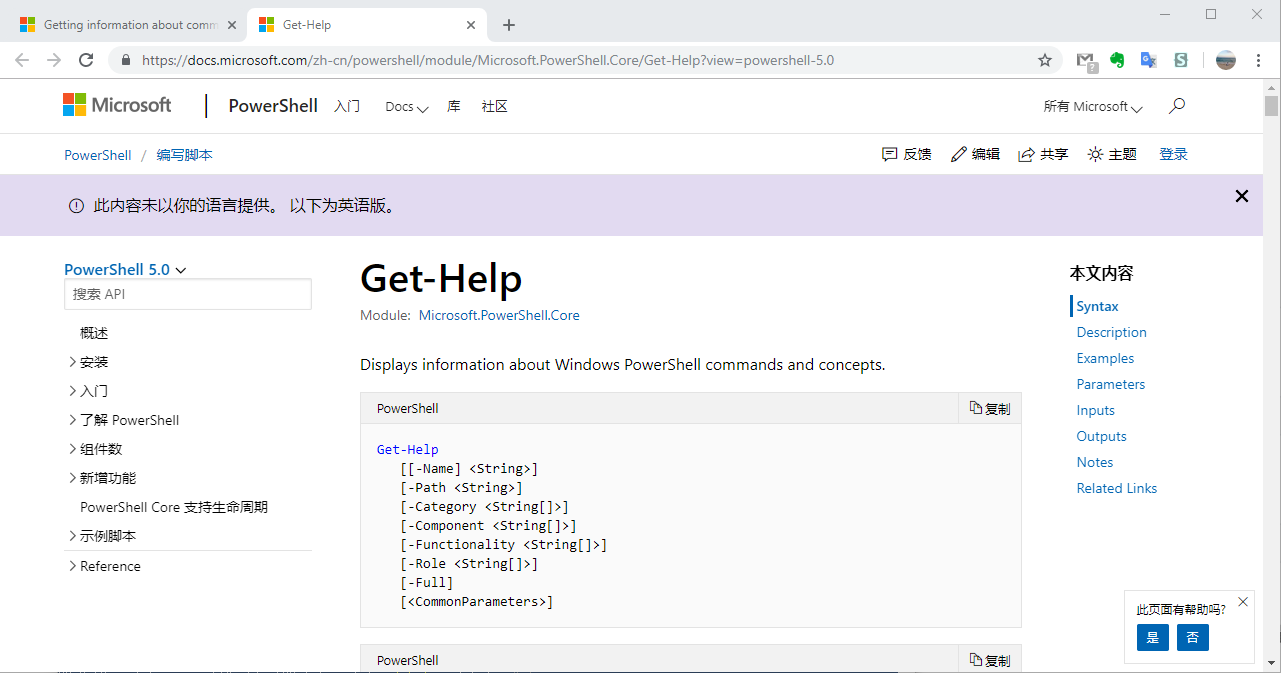 Getting information about comm
Get-Help
https://docs.microsoft.com/zh-cn/powershell/module/Microsoft.PowerShell.Core/Get-Help?view=powershell-5.0
Microsoft PowerShell 入门 Docs 库 社区 所有 Microsoft
PowerShell / 编写脚本 反馈 编辑 共享 主题 登录
此内容未以你的语言提供。 以下为英语版。
PowerShell 5.0
搜索 API
概述
安装
入门
了解 PowerShell
组件数
新增功能
PowerShell Core 支持生命周期
示例脚本
Reference
Get-Help
Module: Microsoft.PowerShell.Core
Displays information about Windows PowerShell commands and concepts.
PowerShell 复制
Get-Help
[[-Name] <String>]
[-Path <String>]
[-Category <String[]>]
[-Component <String[]>]
[-Functionality <String[]>]
[-Role <String[]>]
[-Full]
[<CommonParameters>]
PowerShell 复制
本文内容
Syntax
Description
Examples
Parameters
Inputs
Outputs
Notes
Related Links
此页面有帮助吗?
是 否